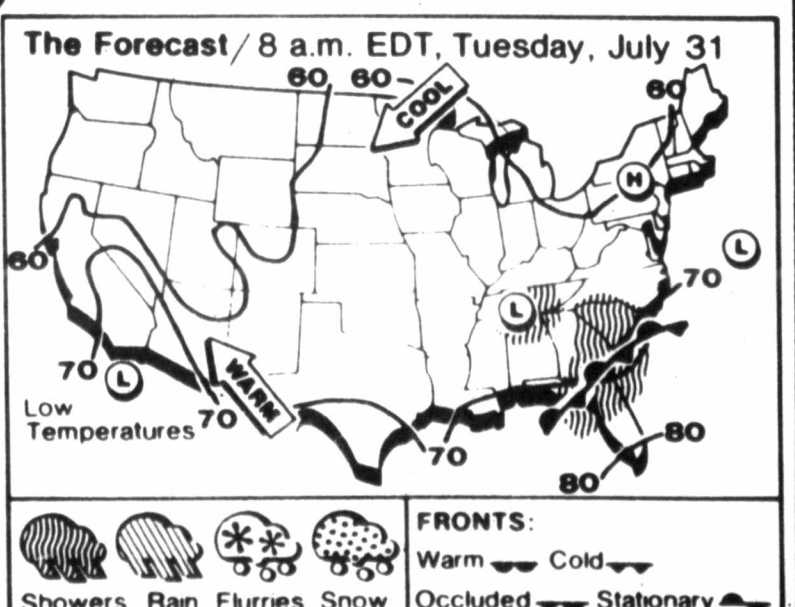 The Forecast / 8 a.m. EDT, Tuesday, July 31
60 60
COOL
60
H
60
L
70
L
70
L
WARM
70
70
80
80
Low
Temperatures
FRONTS:
Warm Cold
Showers Rain Flurries Snow
Occluded Stationary